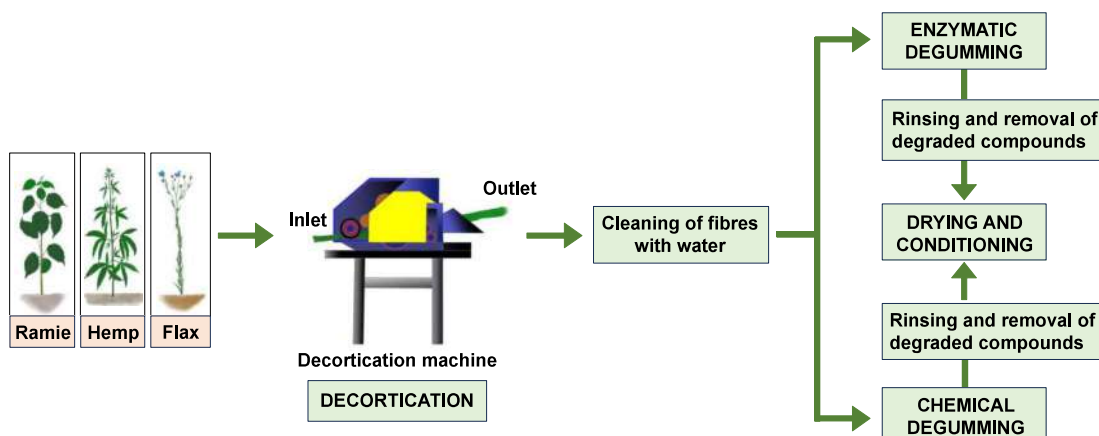 Ramie
Hemp
Flax
Inlet
Outlet
Decortication machine
DECORTICATION
Cleaning of fibres
with water
ENZYMATIC
DEGUMMING
Rinsing and removal of
degraded compounds
DRYING AND
CONDITIONING
Rinsing and removal of
degraded compounds
CHEMICAL
DEGUMMING